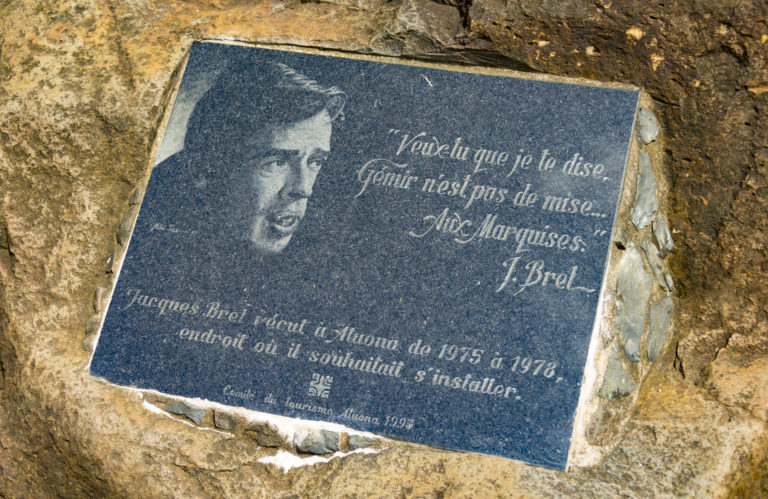 "Veux-tu que je te dise,
Gémir n'est pas de mise...
Aux Marquises."
J. Brel
Jacques Brel vécut à Atuona de 1975 à 1978,
endroit où il souhaitait s'installer.
Comité du tourisme Atuona 1993